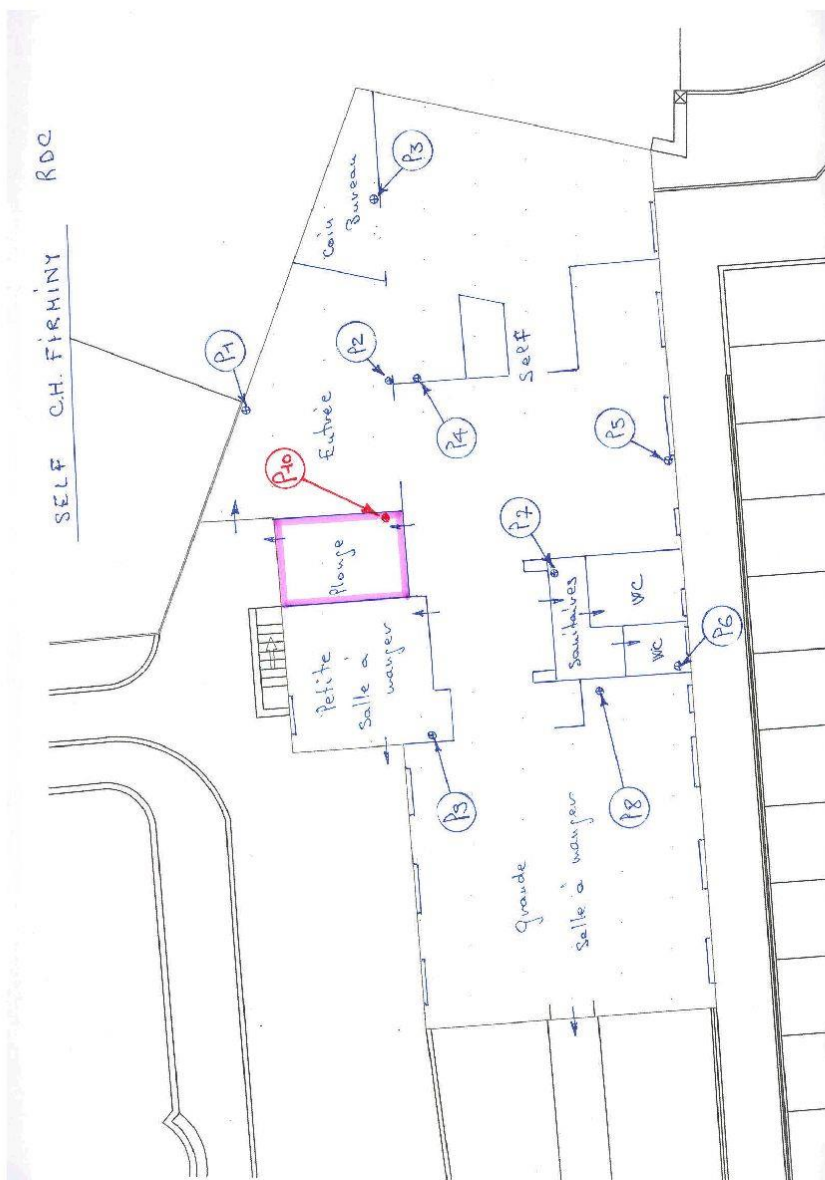 SELF C.H. FIRMINY RDC
P1
Coin
Bureau
P3
P2
Entrée
P10
P4
Self
P5
Plonge
P7
Sanitaires
WC
WC
P6
Petite
Salle à
manger
P9
P8
Grande
Salle à manger